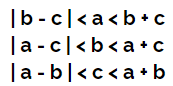 | b - c | < a < b + c
| a - c | < b < a + c
| a - b | < c < a + b